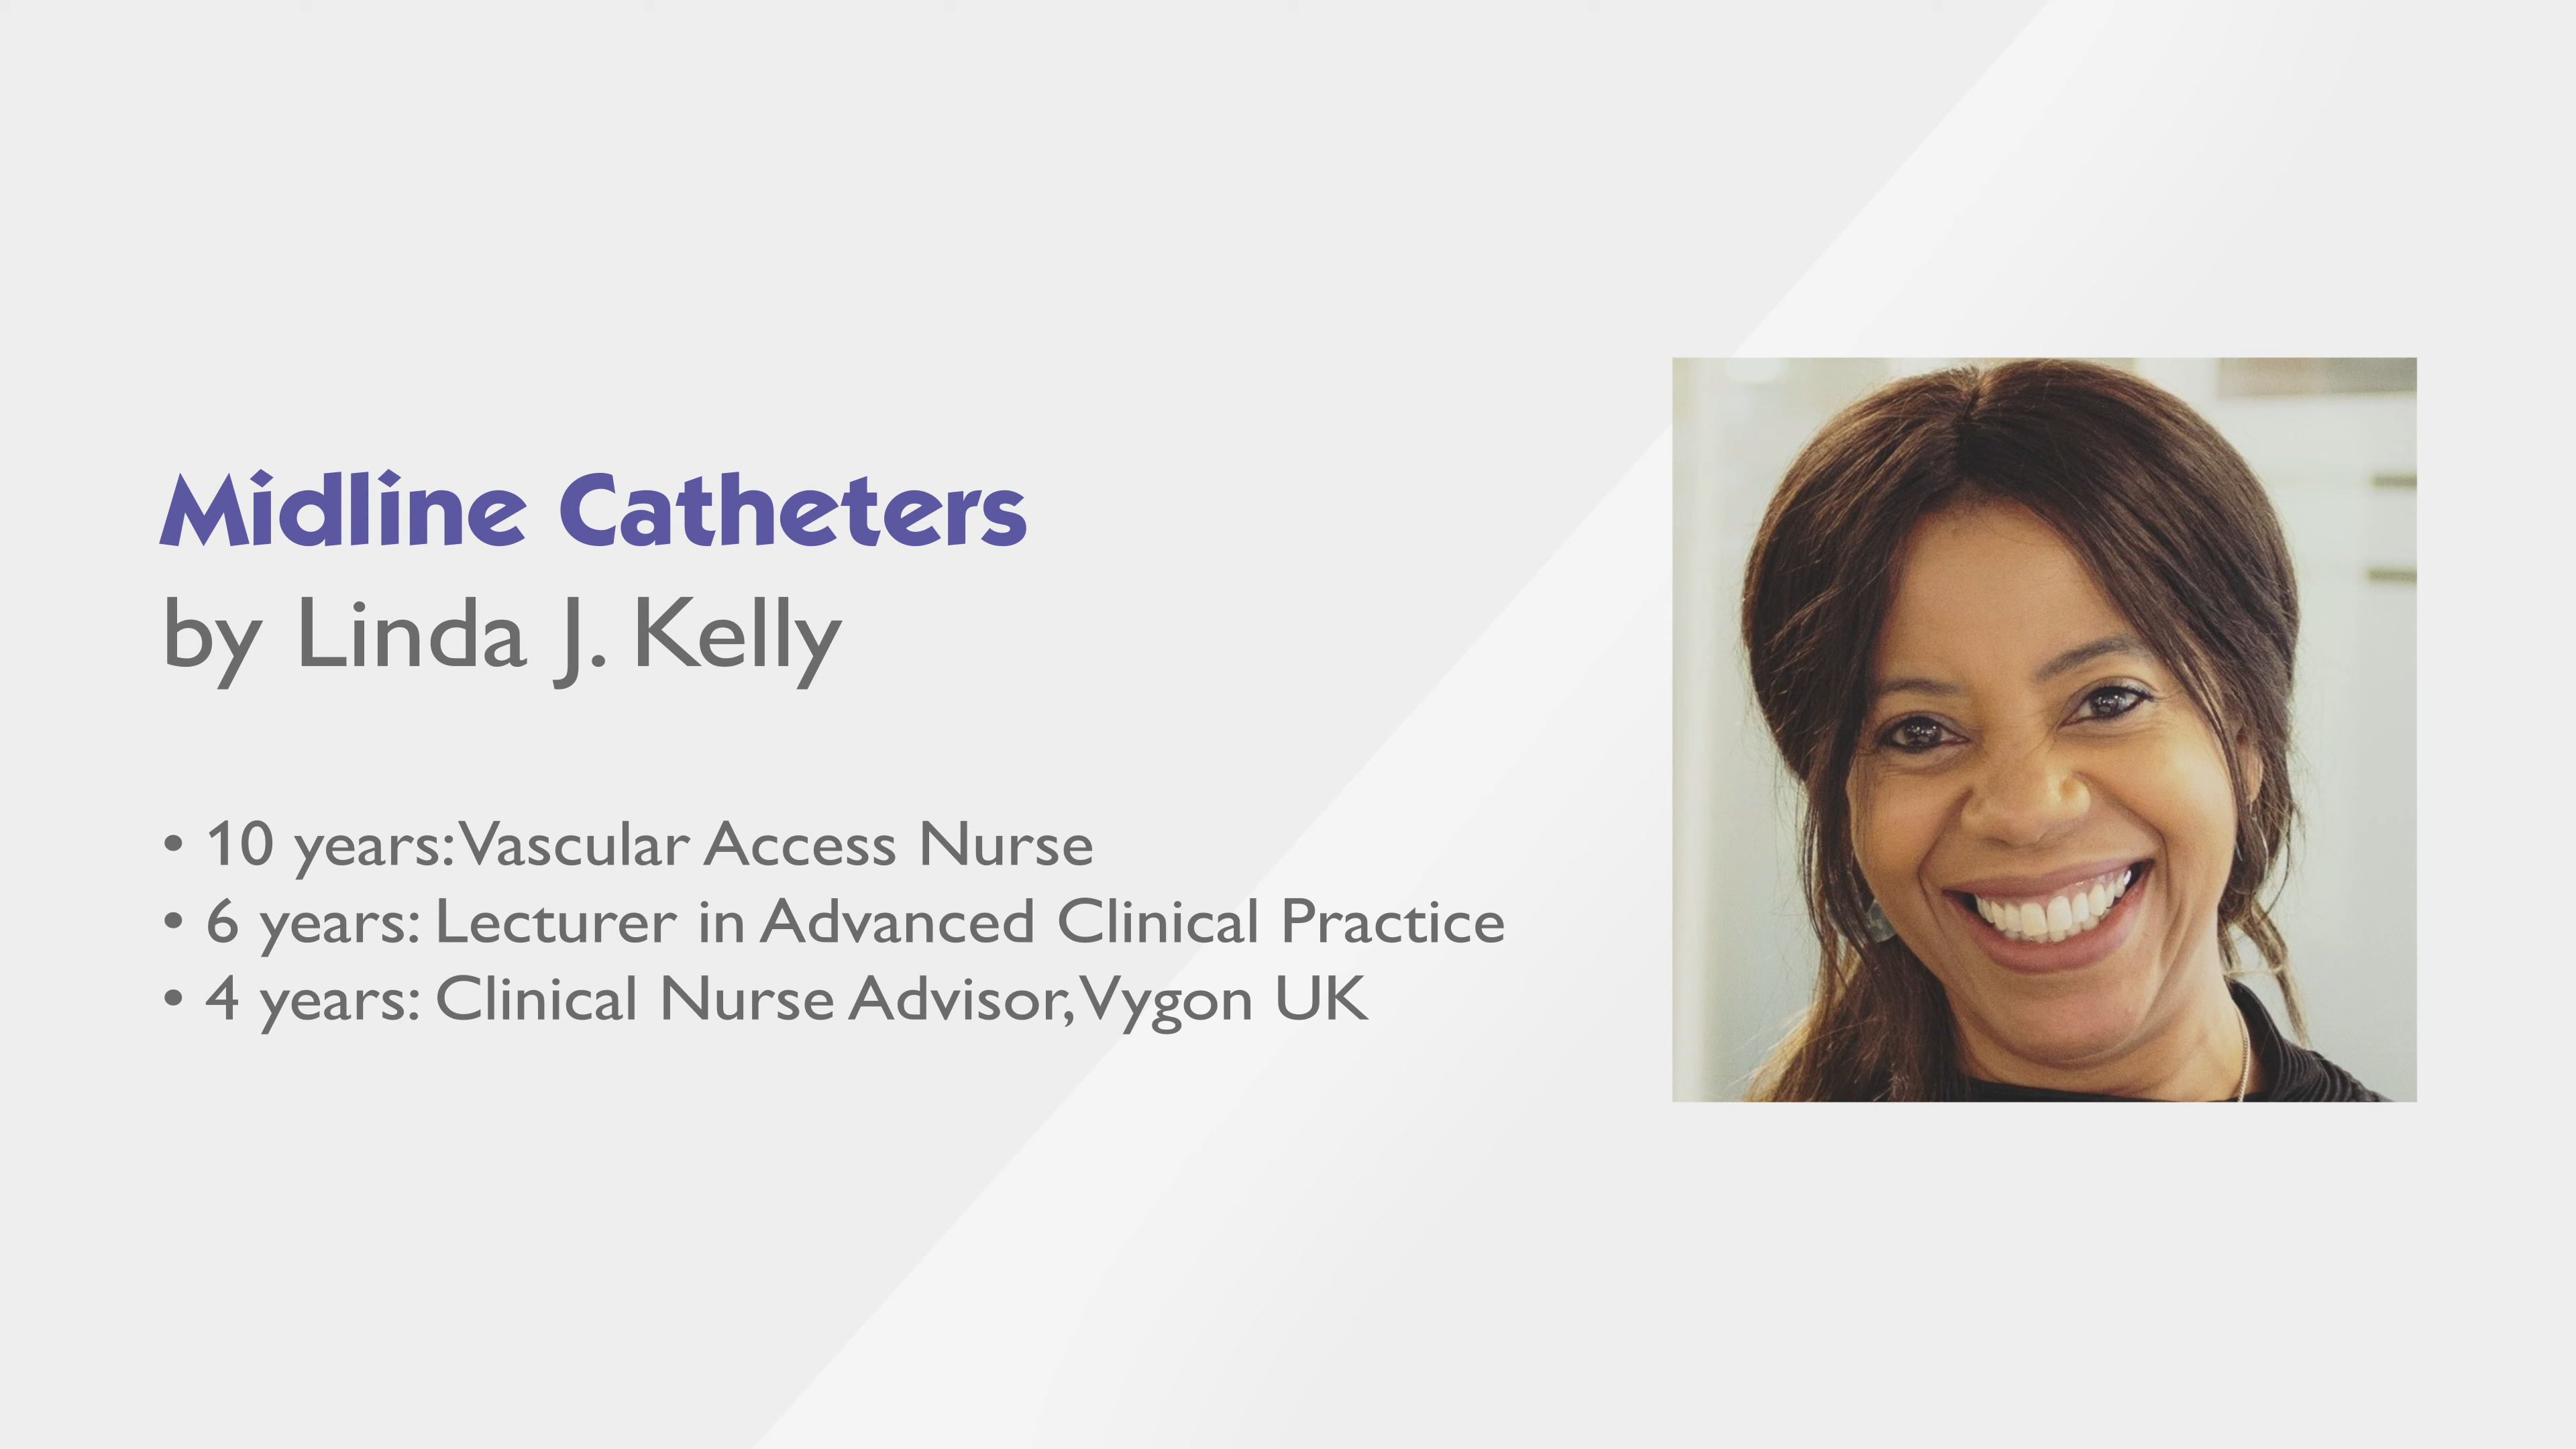 Midline Catheters
by Linda J. Kelly
• 10 years: Vascular Access Nurse
• 6 years: Lecturer in Advanced Clinical Practice
• 4 years: Clinical Nurse Advisor, Vygon UK